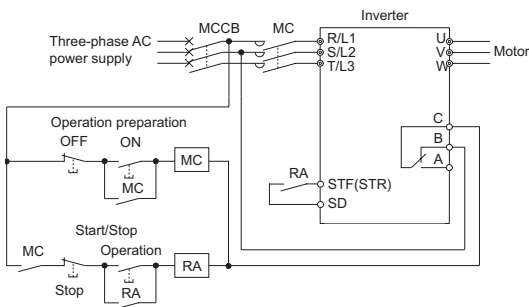 Inverter
MCCB
MC
Three-phase AC
power supply
R/L1
S/L2
T/L3
U
V
W
Motor
C
B
A
Operation preparation
OFF
ON
MC
MC
RA
STF(STR)
SD
Start/Stop
MC
Operation
RA
Stop
RA